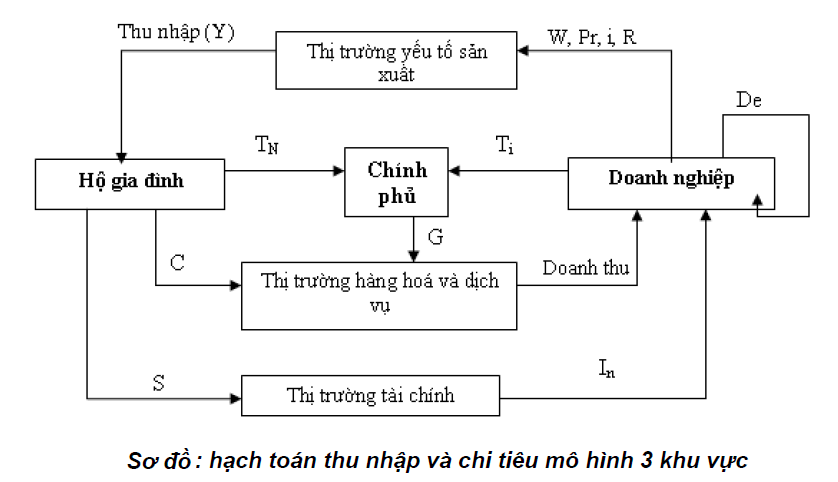 Thu nhập (Y)
Thị trường yếu tố sản
xuất
W, Pr, i, R
De
Hộ gia đình
TN
Chính
phủ
Ti
Doanh nghiệp
C
G
Thị trường hàng hoá và dịch
vụ
Doanh thu
S
Thị trường tài chính
In
Sơ đồ : hạch toán thu nhập và chi tiêu mô hình 3 khu vực